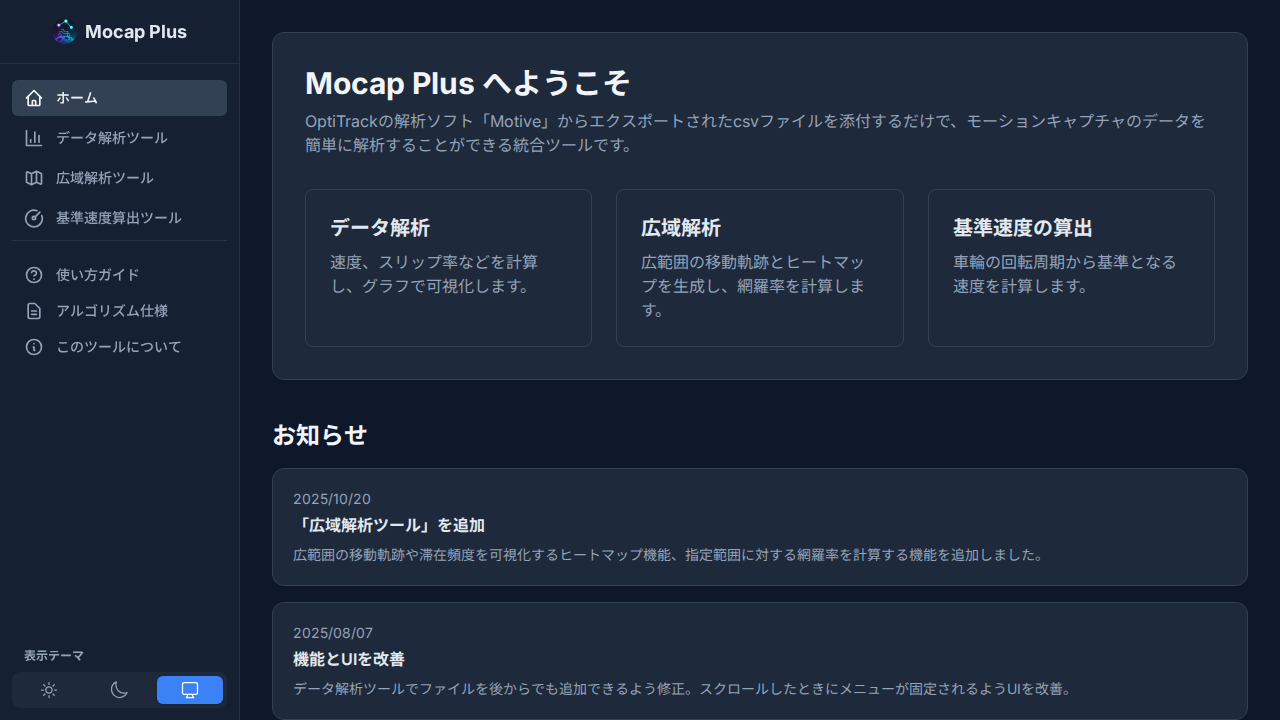 Mocap Plus
ホーム
データ解析ツール
広域解析ツール
基準速度算出ツール
使い方ガイド
アルゴリズム仕様
このツールについて
表示テーマ
Mocap Plus へようこそ
OptiTrackの解析ソフト「Motive」からエクスポートされたcsvファイルを添付するだけで、モーションキャプチャのデータを
簡単に解析することができる統合ツールです。
データ解析
速度、スリップ率などを計算
し、グラフで可視化します。
広域解析
広範囲の移動軌跡とヒートマッ
プを生成し、網羅率を計算しま
す。
基準速度の算出
車輪の回転周期から基準となる
速度を計算します。
お知らせ
2025/10/20
「広域解析ツール」を追加
広範囲の移動軌跡や滞在頻度を可視化するヒートマップ機能、指定範囲に対する網羅率を計算する機能を追加しました。
2025/08/07
機能とUIを改善
データ解析ツールでファイルを後からでも追加できるよう修正。スクロールしたときにメニューが固定されるようUIを改善。